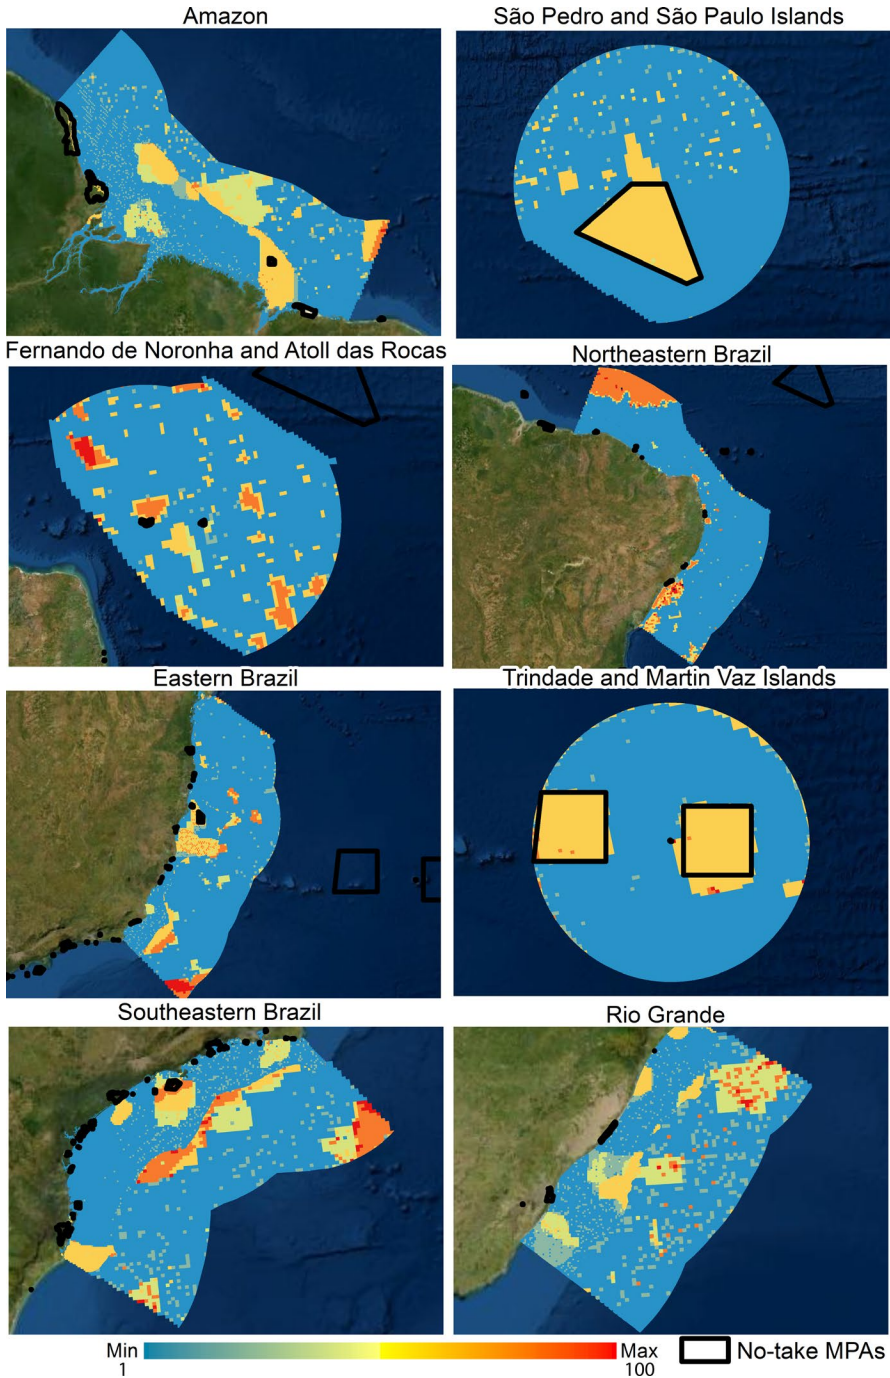 Amazon
São Pedro and São Paulo Islands
Fernando de Noronha and Atoll das Rocas
Northeastern Brazil
Eastern Brazil
Trindade and Martin Vaz Islands
Southeastern Brazil
Rio Grande
Min
1
Max
100
No-take MPAs